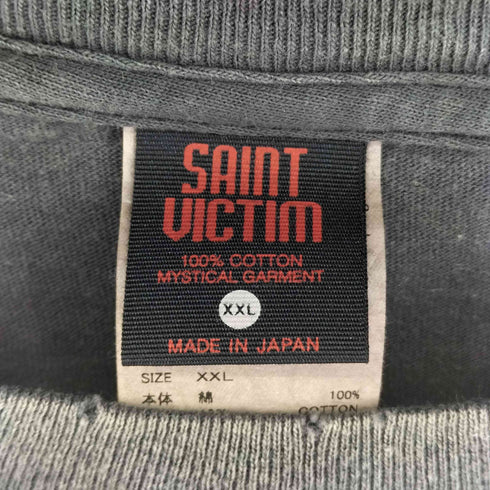 SAINT
VICTIM
100% COTTON
MYSTICAL GARMENT
XXL
MADE IN JAPAN
SIZE XXL
本体 綿 100%
COTTON